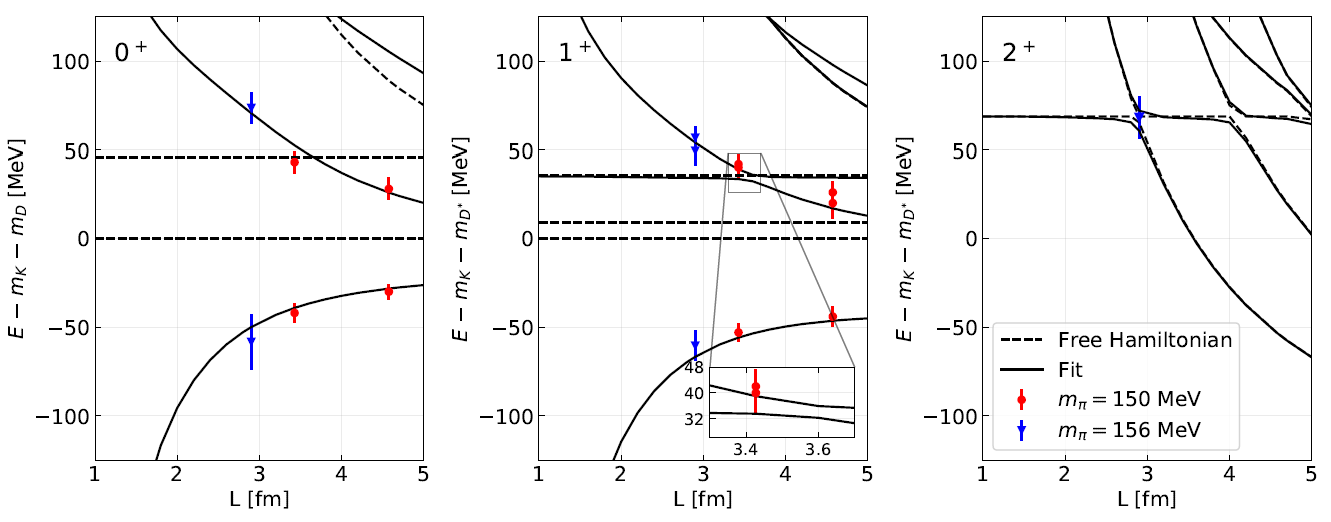 0⁺
E − m_K − m_D [MeV]
100
50
0
−50
−100
1 2 3 4 5
L [fm]
1⁺
E − m_K − m_{D*} [MeV]
100
50
0
−50
−100
48
40
32
3.4 3.6
1 2 3 4 5
L [fm]
2⁺
E − m_K − m_{D*} [MeV]
100
50
0
−50
−100
Free Hamiltonian
Fit
m_π = 150 MeV
m_π = 156 MeV
1 2 3 4 5
L [fm]